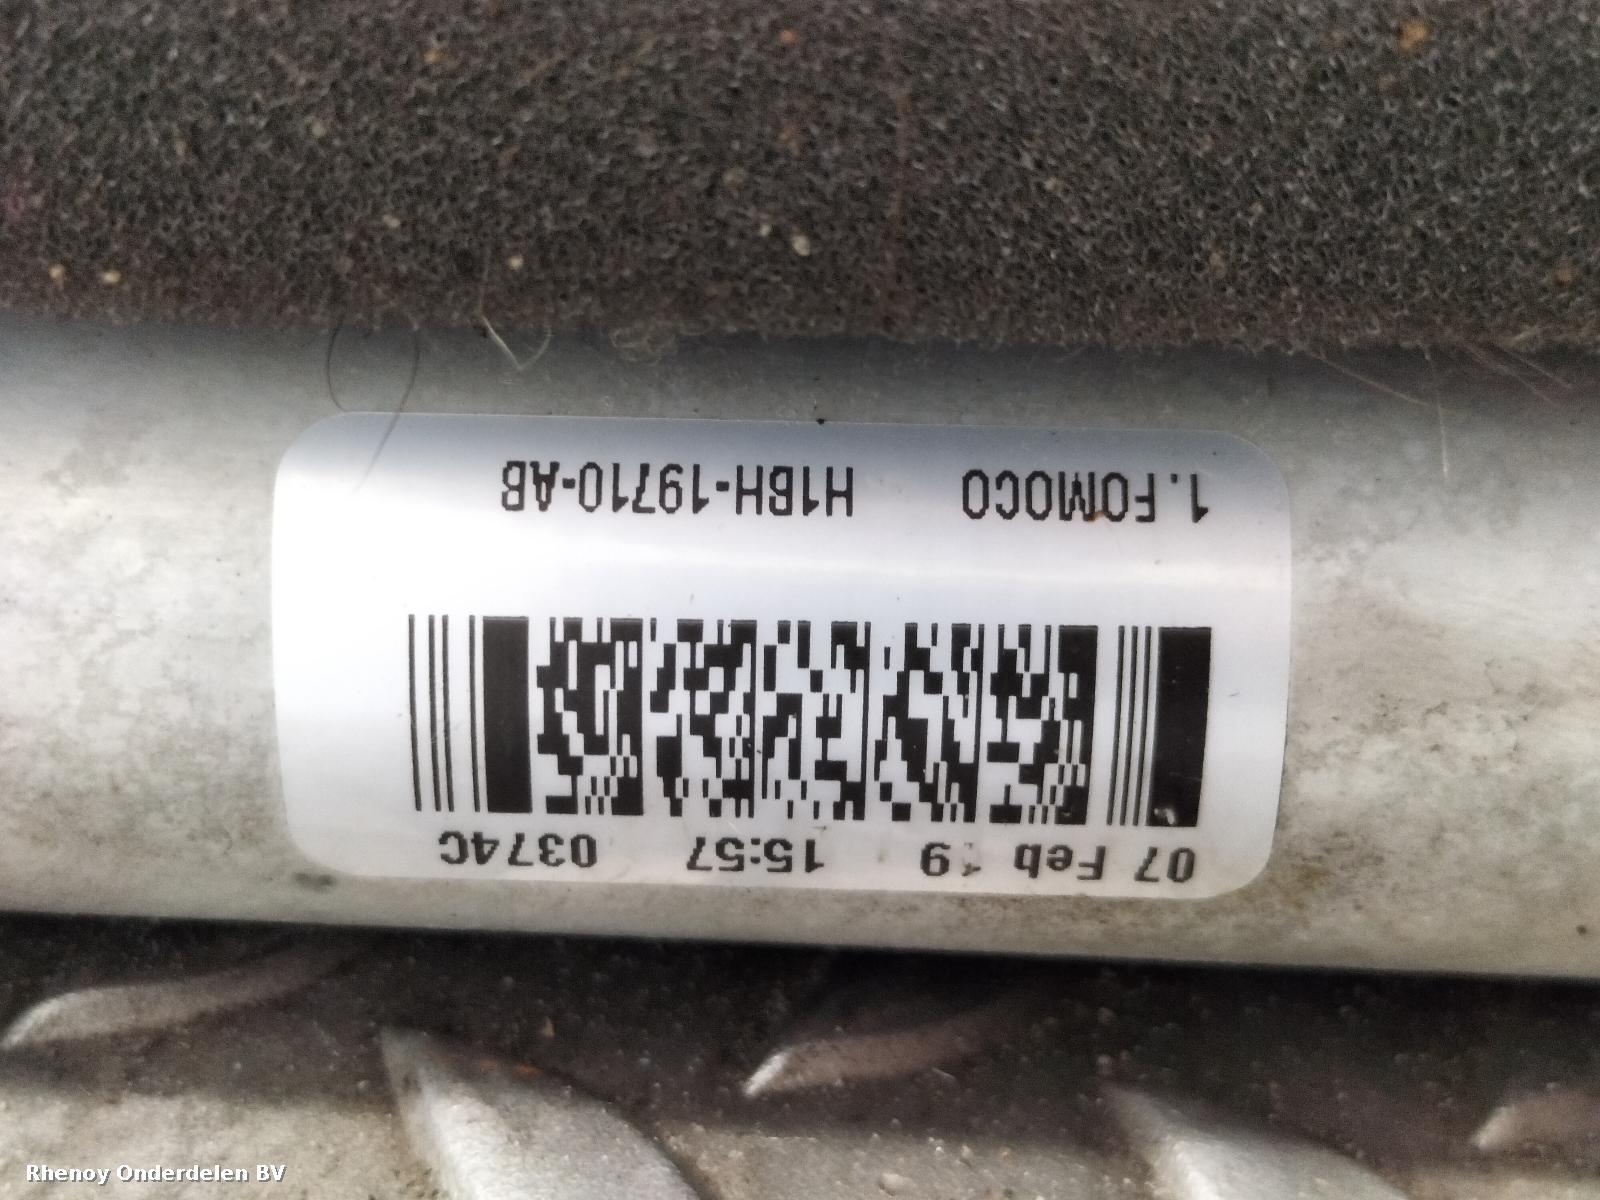 1.FOMOCO H1BH-19710-AB
07 Feb 19 15:57 0374C
Rhenoy Onderdelen BV